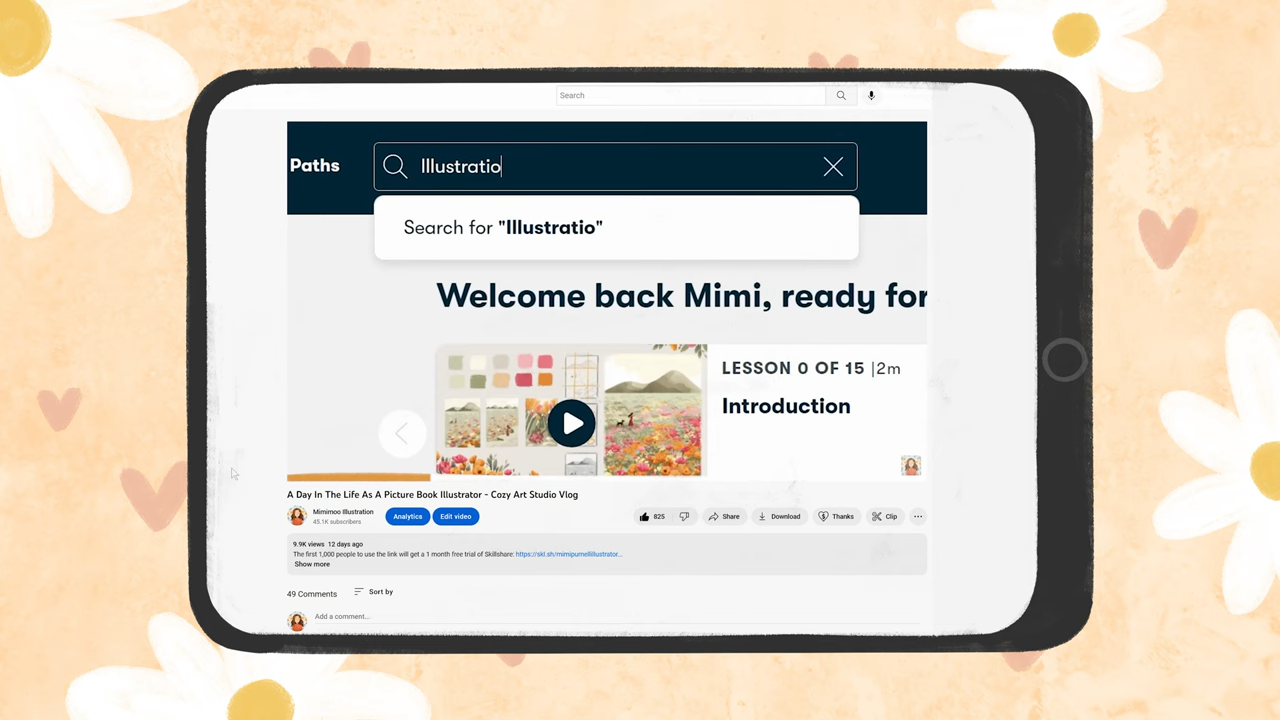 Search
Paths
Illustratio
Search for "Illustratio"
Welcome back Mimi, ready for
LESSON 0 OF 15 |2m
Introduction
A Day In The Life As A Picture Book Illustrator - Cozy Art Studio Vlog
Mimimoo Illustration
45.1K subscribers
Analytics
Edit video
825
Share
Download
Thanks
Clip
9.9K views 12 days ago
The first 1,000 people to use the link will get a 1 month free trial of Skillshare: https://skl.sh/mimipurnellillustrator...
Show more
49 Comments
Sort by
Add a comment...